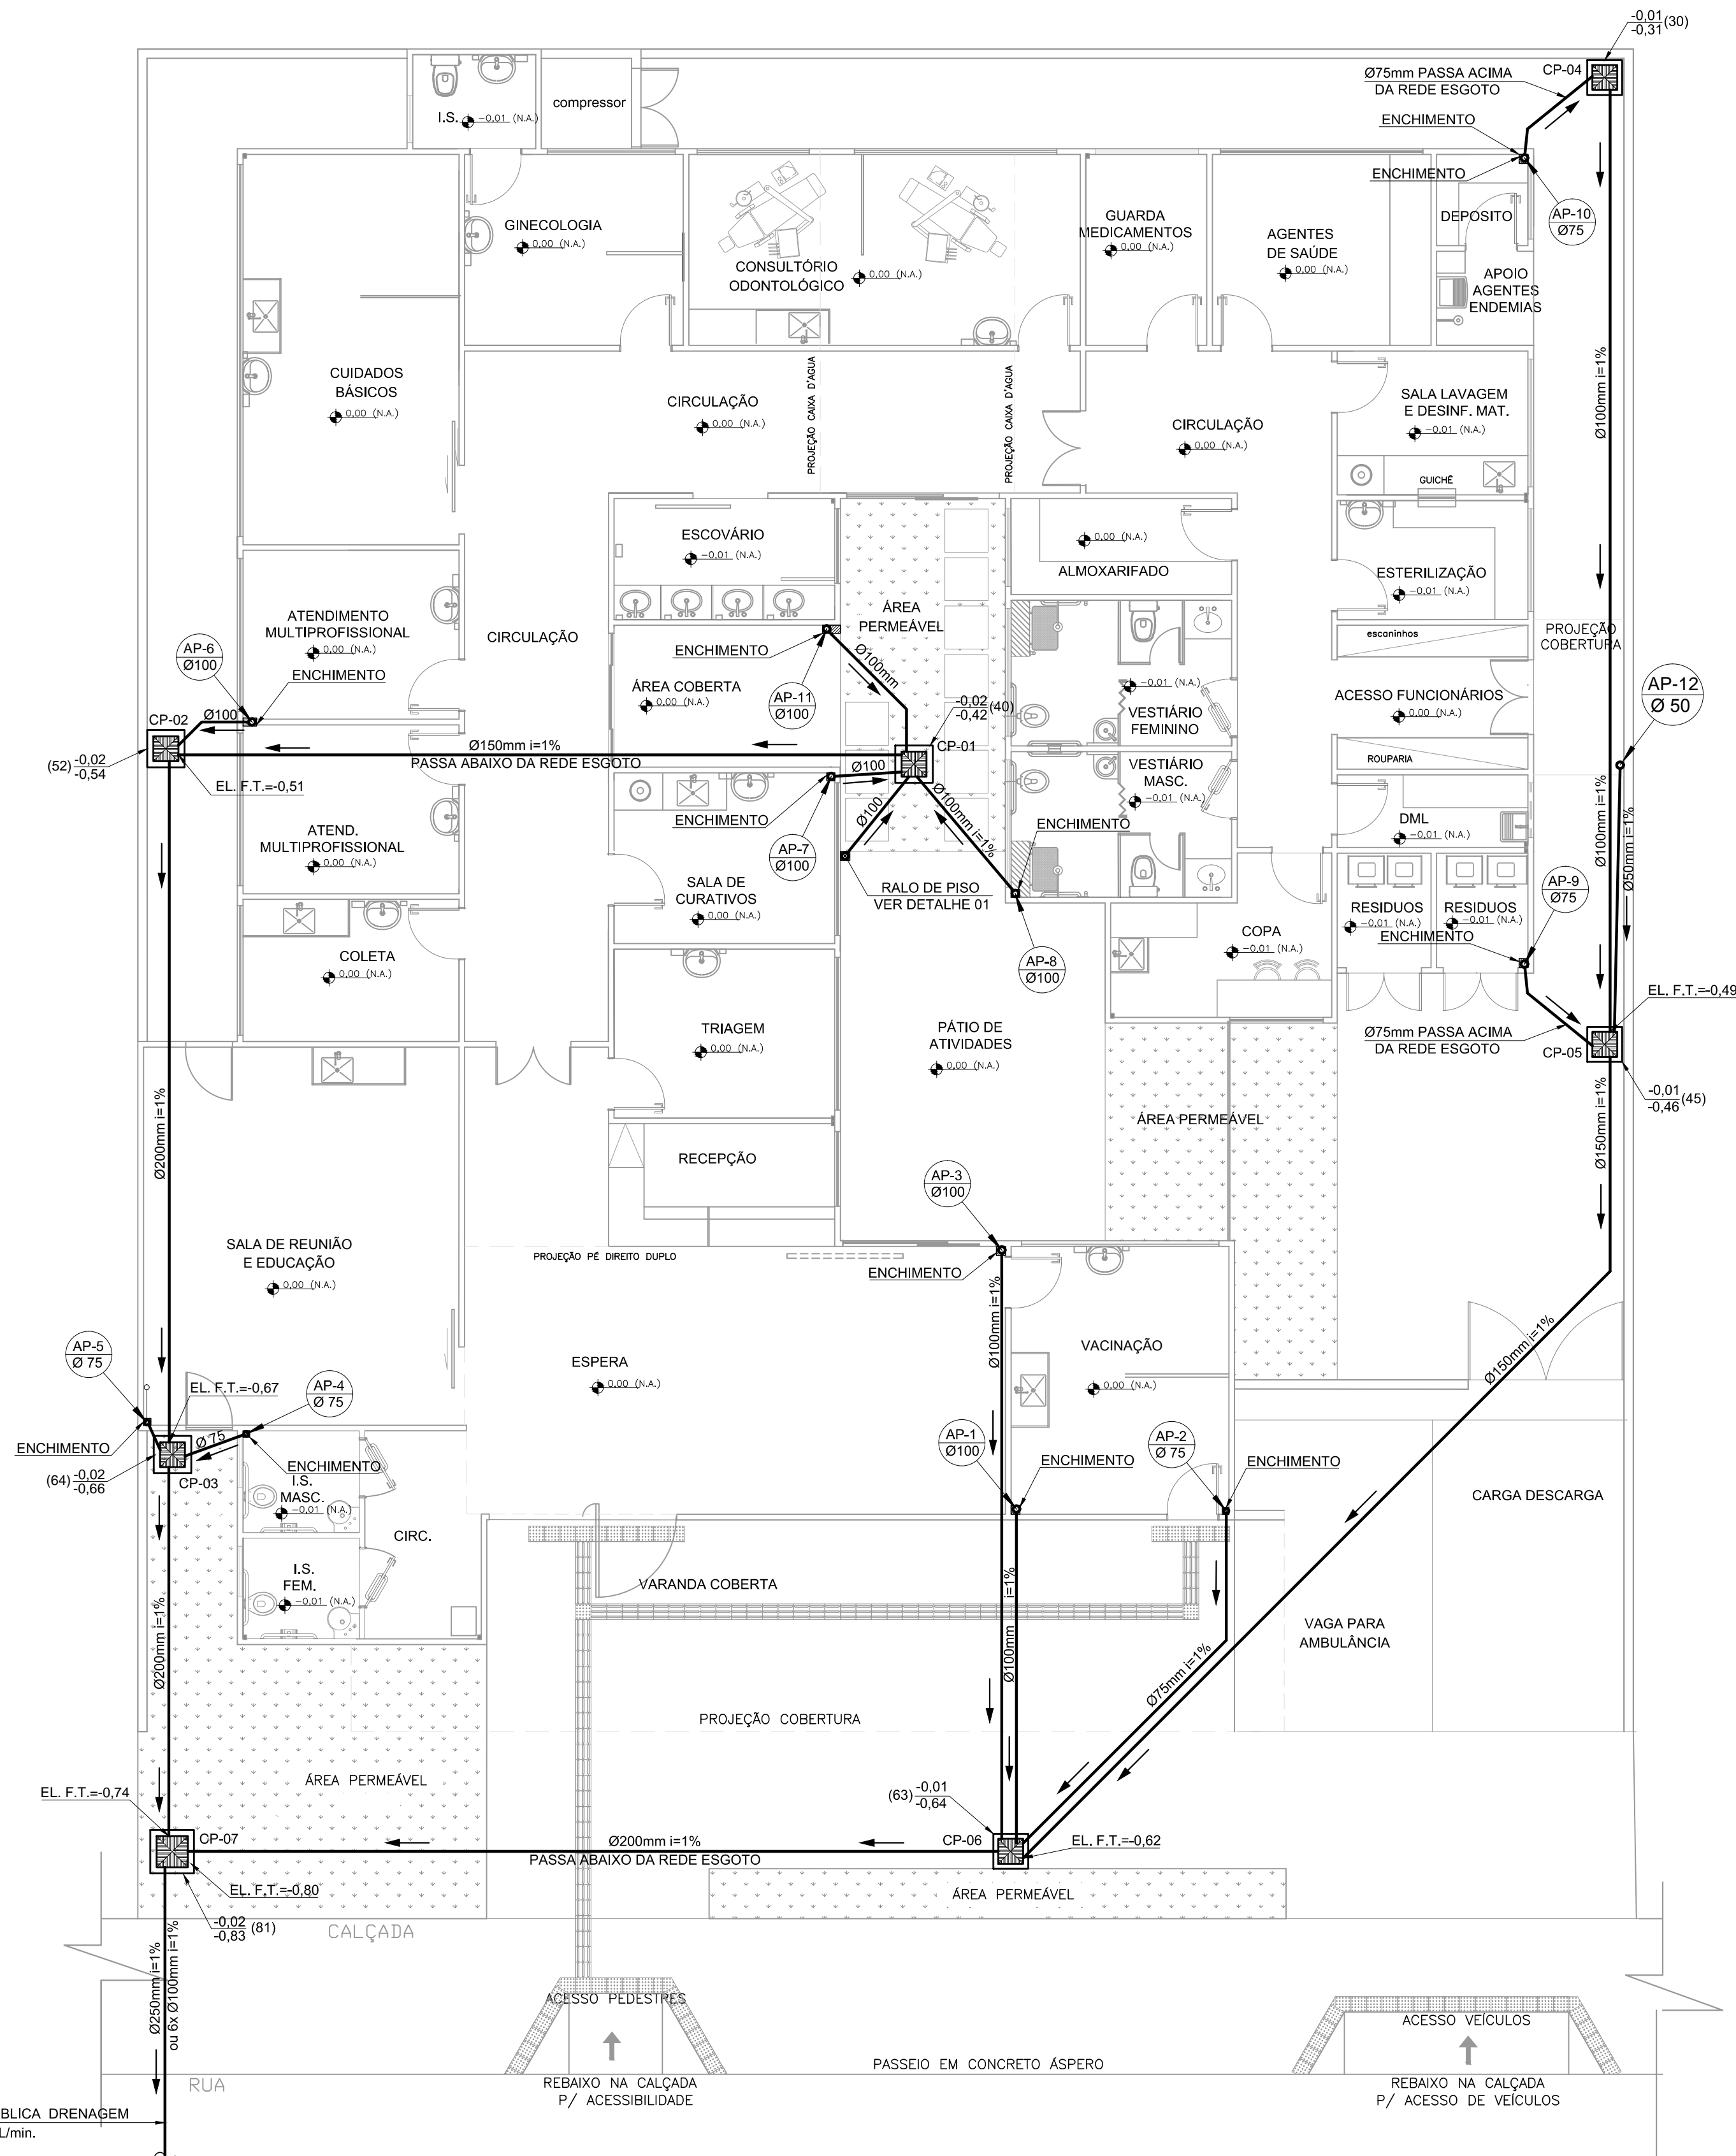 -0,01
-0,31 (30)
CP-04
Ø75mm PASSA ACIMA
DA REDE ESGOTO
ENCHIMENTO
ENCHIMENTO
AP-10
Ø75
compressor
I.S.
-0.01 (N.A.)
GINECOLOGIA
0.00 (N.A.)
CONSULTÓRIO
ODONTOLÓGICO
0.00 (N.A.)
GUARDA
MEDICAMENTOS
0.00 (N.A.)
AGENTES
DE SAÚDE
0.00 (N.A.)
DEPOSITO
APOIO
AGENTES
ENDEMIAS
CUIDADOS
BÁSICOS
0.00 (N.A.)
CIRCULAÇÃO
0.00 (N.A.)
PROJEÇÃO CAIXA D'AGUA
PROJEÇÃO CAIXA D'AGUA
CIRCULAÇÃO
0.00 (N.A.)
SALA LAVAGEM
E DESINF. MAT.
-0.01 (N.A.)
GUICHÊ
Ø100mm i=1%
ESCOVÁRIO
-0.01 (N.A.)
0.00 (N.A.)
ALMOXARIFADO
ESTERILIZAÇÃO
-0.01 (N.A.)
ATENDIMENTO
MULTIPROFISSIONAL
0.00 (N.A.)
CIRCULAÇÃO
ÁREA
PERMEÁVEL
escaninhos
PROJEÇÃO
COBERTURA
AP-6
Ø100
ENCHIMENTO
ENCHIMENTO
Ø100mm
ÁREA COBERTA
0.00 (N.A.)
AP-11
Ø100
-0,02
-0,42 (40)
CP-01
-0.01 (N.A.)
VESTIÁRIO
FEMININO
ACESSO FUNCIONÁRIOS
0.00 (N.A.)
AP-12
Ø 50
CP-02
Ø100
(52) -0,02
-0,54
EL. F.T.=-0,51
Ø150mm i=1%
PASSA ABAIXO DA REDE ESGOTO
Ø100
ENCHIMENTO
Ø100
Ø100mm i=1%
VESTIÁRIO
MASC.
-0.01 (N.A.)
ROUPARIA
ENCHIMENTO
DML
-0.01 (N.A.)
Ø100mm i=1%
Ø50mm i=1%
ATEND.
MULTIPROFISSIONAL
0.00 (N.A.)
AP-7
Ø100
SALA DE
CURATIVOS
0.00 (N.A.)
RALO DE PISO
VER DETALHE 01
AP-8
Ø100
COPA
-0.01 (N.A.)
RESIDUOS
-0.01 (N.A.)
RESIDUOS
-0.01 (N.A.)
ENCHIMENTO
AP-9
Ø75
COLETA
0.00 (N.A.)
TRIAGEM
0.00 (N.A.)
PÁTIO DE
ATIVIDADES
0.00 (N.A.)
EL. F.T.=-0,49
Ø75mm PASSA ACIMA
DA REDE ESGOTO
CP-05
-0,01
-0,46 (45)
Ø200mm i=1%
ÁREA PERMEÁVEL
Ø150mm i=1%
RECEPÇÃO
AP-3
Ø100
SALA DE REUNIÃO
E EDUCAÇÃO
0.00 (N.A.)
PROJEÇÃO PÉ DIREITO DUPLO
ENCHIMENTO
Ø100mm i=1%
VACINAÇÃO
0.00 (N.A.)
Ø150mm i=1%
AP-5
Ø 75
EL. F.T.=-0,67
AP-4
Ø 75
ESPERA
0.00 (N.A.)
ENCHIMENTO
Ø 75
(64) -0,02
-0,66
CP-03
ENCHIMENTO
I.S.
MASC.
-0.01 (N.A.)
AP-1
Ø100
ENCHIMENTO
AP-2
Ø 75
ENCHIMENTO
CARGA DESCARGA
CIRC.
I.S.
FEM.
-0.01 (N.A.)
VARANDA COBERTA
Ø100mm i=1%
VAGA PARA
AMBULÂNCIA
Ø200mm i=1%
Ø75mm i=1%
PROJEÇÃO COBERTURA
ÁREA PERMEÁVEL
EL. F.T.=-0,74
(63) -0,01
-0,64
CP-07
Ø200mm i=1%
PASSA ABAIXO DA REDE ESGOTO
CP-06
EL. F.T.=-0,62
EL. F.T.=-0,80
-0,02
-0,83 (81)
ÁREA PERMEÁVEL
CALÇADA
Ø250mm i=1%
ou 6x Ø100mm i=1%
ACESSO PEDESTRES
ACESSO VEÍCULOS
PASSEIO EM CONCRETO ÁSPERO
RUA
REBAIXO NA CALÇADA
P/ ACESSIBILIDADE
REBAIXO NA CALÇADA
P/ ACESSO DE VEÍCULOS
BLICA DRENAGEM
L/min.